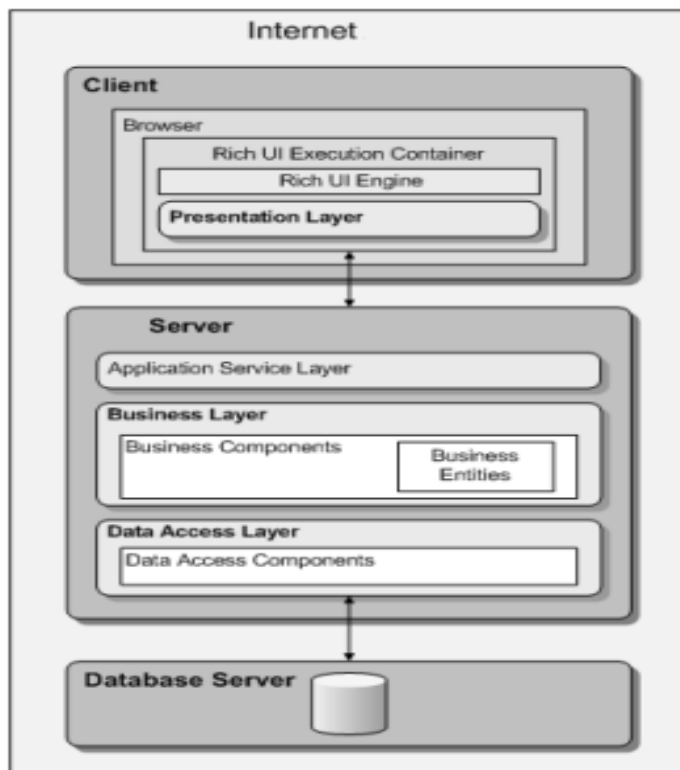 Internet
Client
Browser
Rich UI Execution Container
Rich UI Engine
Presentation Layer
Server
Application Service Layer
Business Layer
Business Components
Business
Entities
Data Access Layer
Data Access Components
Database Server